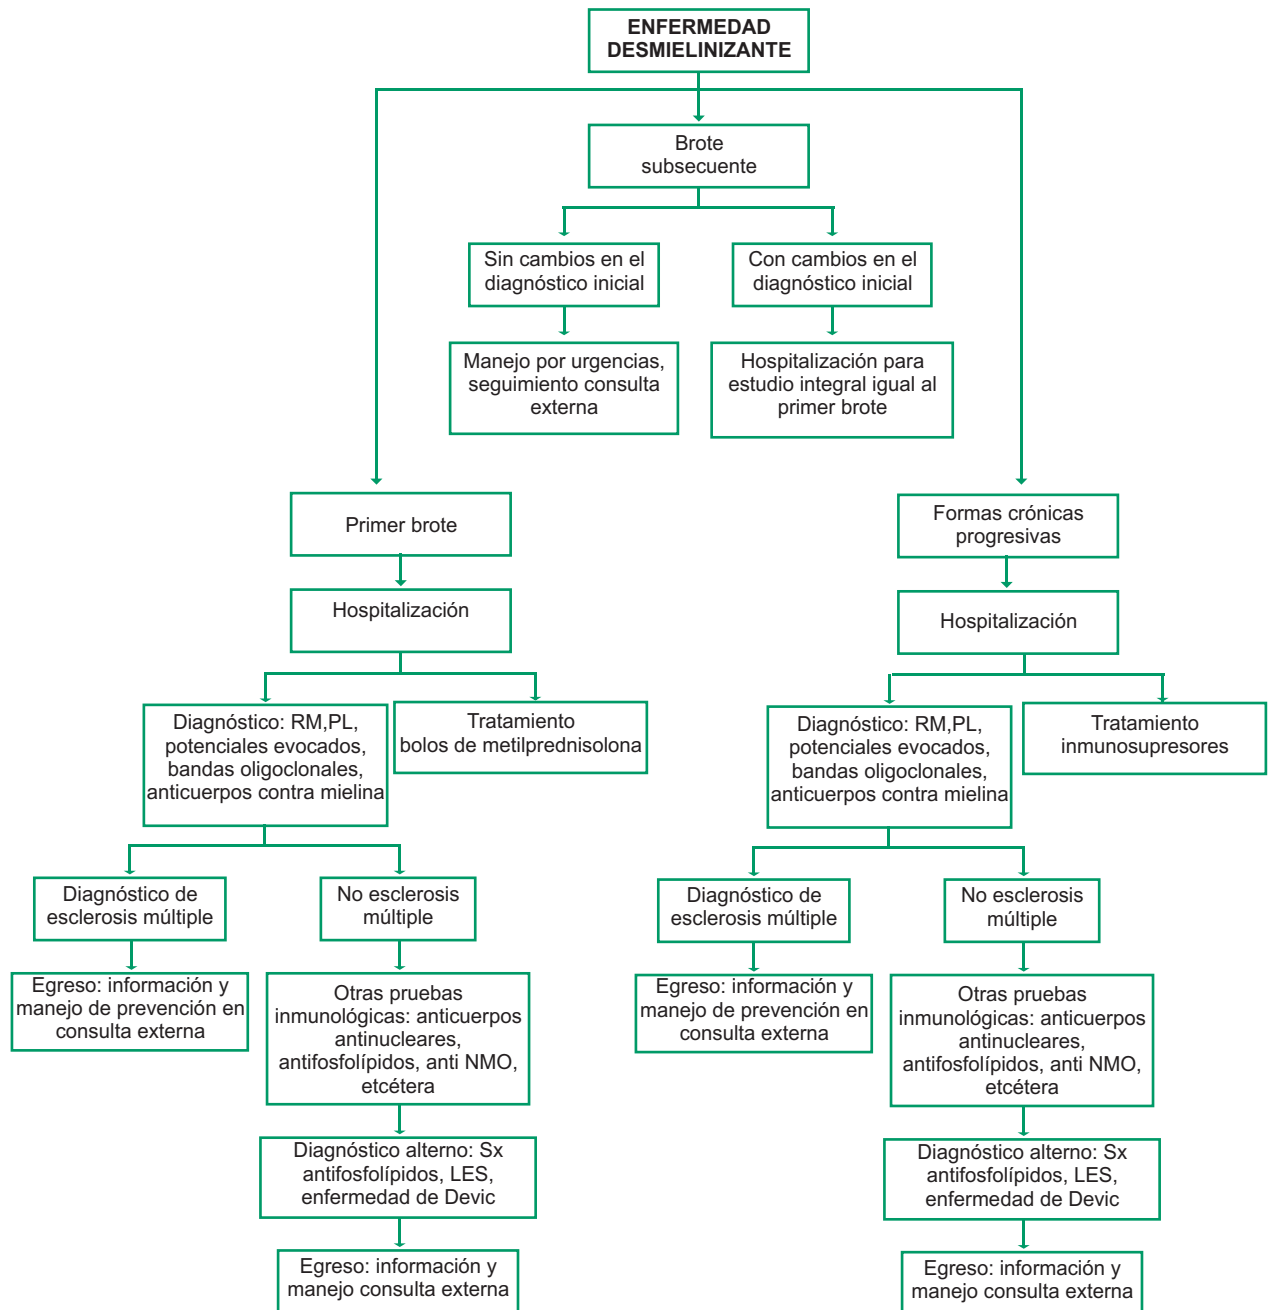 ENFERMEDAD
DESMIELINIZANTE
Brote
subsecuente
Sin cambios en el
diagnóstico inicial
Con cambios en el
diagnóstico inicial
Manejo por urgencias,
seguimiento consulta
externa
Hospitalización para
estudio integral igual al
primer brote
Primer brote
Hospitalización
Diagnóstico: RM,PL,
potenciales evocados,
bandas oligoclonales,
anticuerpos contra mielina
Tratamiento
bolos de metilprednisolona
Diagnóstico de
esclerosis múltiple
No esclerosis
múltiple
Egreso: información y
manejo de prevención en
consulta externa
Otras pruebas
inmunológicas: anticuerpos
antinucleares,
antifosfolípidos, anti NMO,
etcétera
Diagnóstico alterno: Sx
antifosfolípidos, LES,
enfermedad de Devic
Egreso: información y
manejo consulta externa
Formas crónicas
progresivas
Hospitalización
Diagnóstico: RM,PL,
potenciales evocados,
bandas oligoclonales,
anticuerpos contra mielina
Tratamiento
inmunosupresores
Diagnóstico de
esclerosis múltiple
No esclerosis
múltiple
Egreso: información y
manejo de prevención en
consulta externa
Otras pruebas
inmunológicas: anticuerpos
antinucleares,
antifosfolípidos, anti NMO,
etcétera
Diagnóstico alterno: Sx
antifosfolípidos, LES,
enfermedad de Devic
Egreso: información y
manejo consulta externa